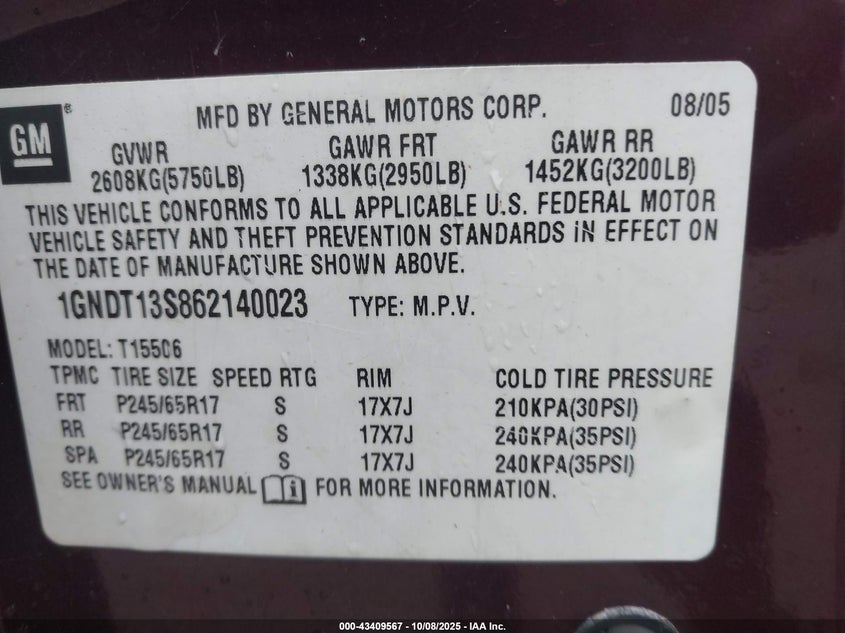 GM ®
MFD BY GENERAL MOTORS CORP. 08/05
GVWR GAWR FRT GAWR RR
2608KG(5750LB) 1338KG(2950LB) 1452KG(3200LB)
THIS VEHICLE CONFORMS TO ALL APPLICABLE U.S. FEDERAL MOTOR
VEHICLE SAFETY AND THEFT PREVENTION STANDARDS IN EFFECT ON
THE DATE OF MANUFACTURE SHOWN ABOVE.
1GNDT13S862140023 TYPE: M.P.V.
MODEL: T15506
TPMC TIRE SIZE SPEED RTG RIM COLD TIRE PRESSURE
FRT P245/65R17 S 17X7J 210KPA(30PSI)
RR P245/65R17 S 17X7J 240KPA(35PSI)
SPA P245/65R17 S 17X7J 240KPA(35PSI)
SEE OWNER'S MANUAL i FOR MORE INFORMATION.
000-43409567 - 10/08/2025 - IAA Inc.